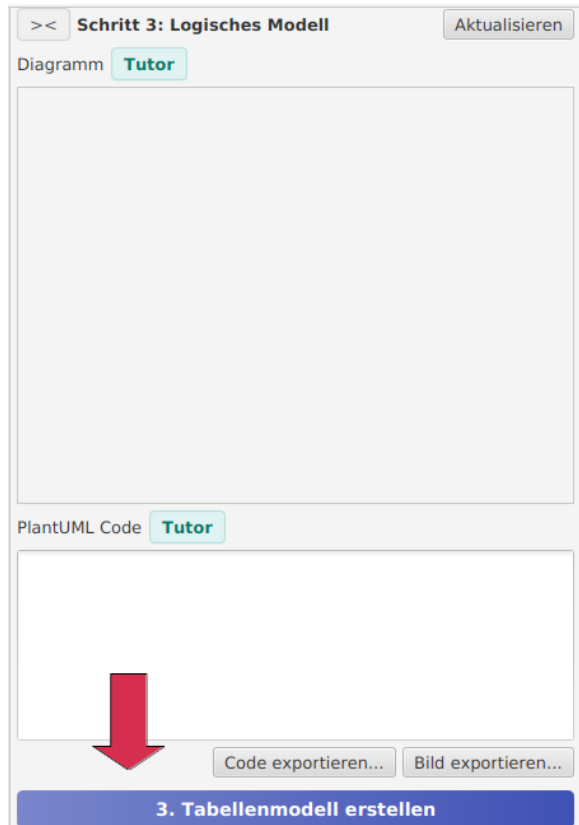 >< Schritt 3: Logisches Modell Aktualisieren
Diagramm Tutor
PlantUML Code Tutor
Code exportieren... Bild exportieren...
3. Tabellenmodell erstellen